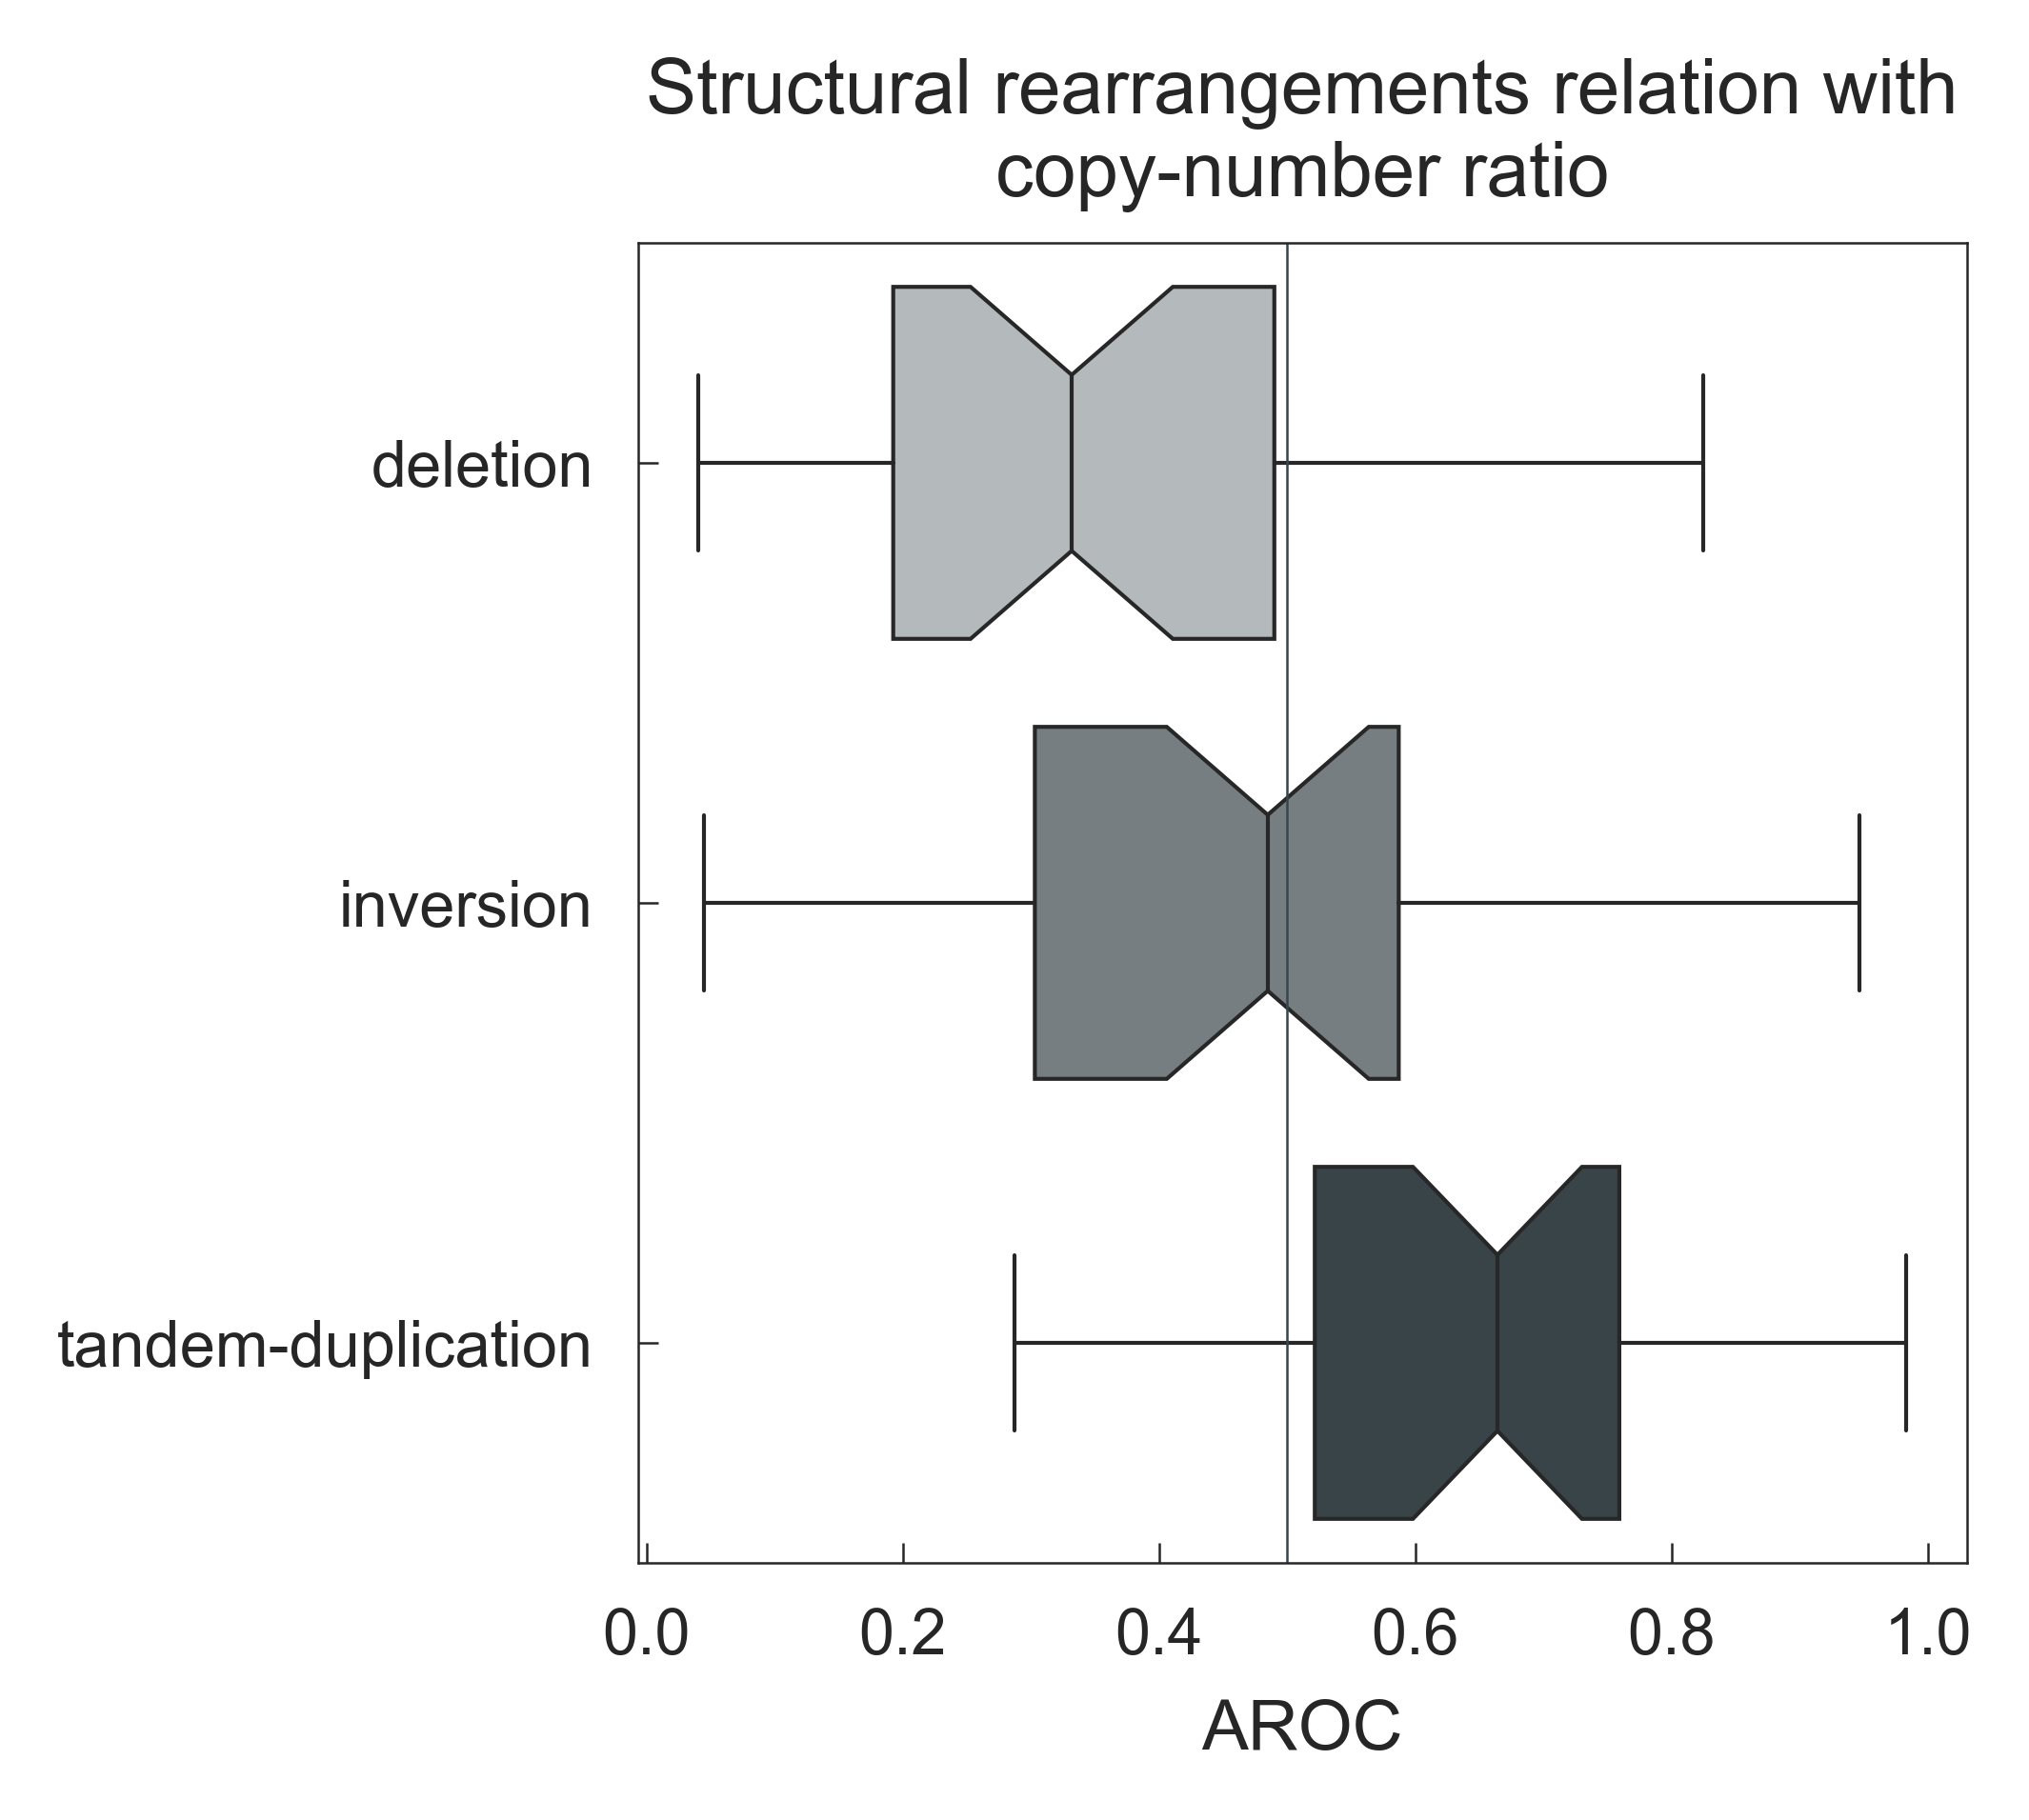 Structural rearrangements relation with
copy-number ratio
deletion
inversion
tandem-duplication
0.0 0.2 0.4 0.6 0.8 1.0
AROC